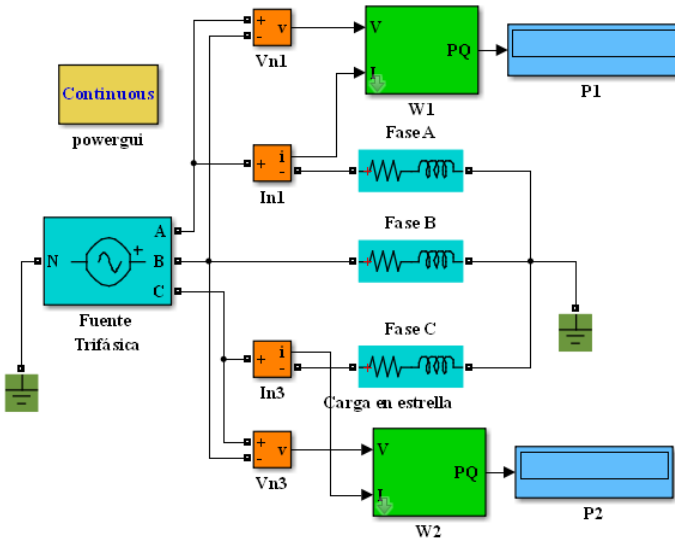 +
-
v
Vn1
V
I
PQ
W1
P1
Continuous
powergui
+
i
-
In1
Fase A
N
+
A
B
C
Fuente
Trifásica
Fase B
Fase C
+
i
-
In3
Carga en estrella
+
-
v
Vn3
V
I
PQ
W2
P2